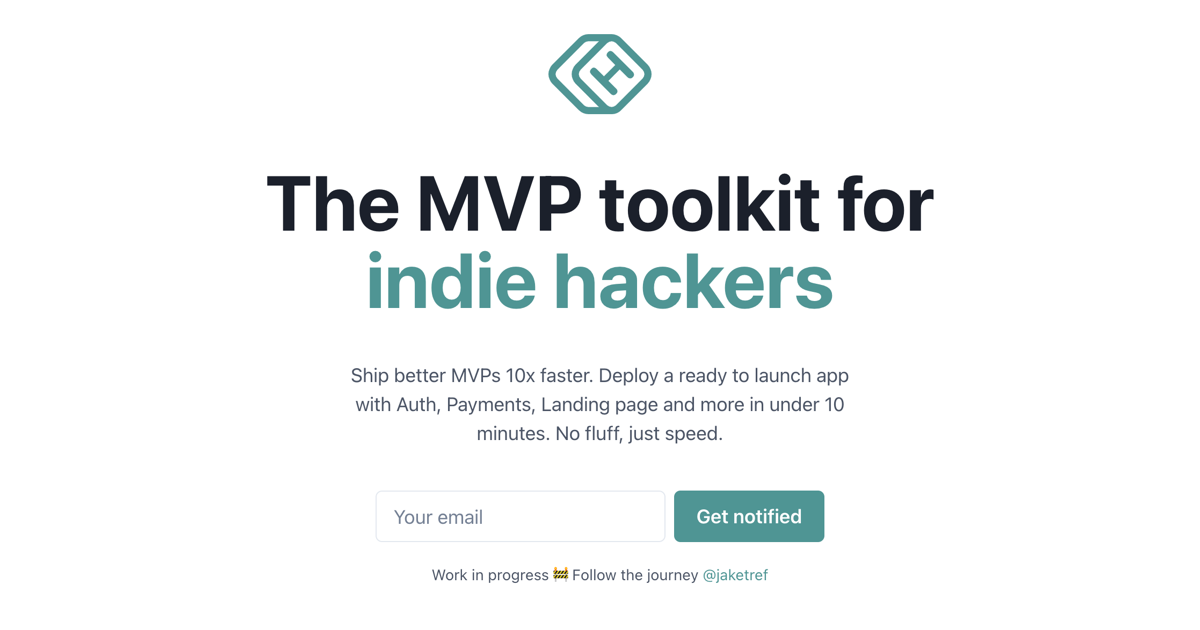 The MVP toolkit for
indie hackers
Ship better MVPs 10x faster. Deploy a ready to launch app
with Auth, Payments, Landing page and more in under 10
minutes. No fluff, just speed.
Your email
Get notified
Work in progress 🚧 Follow the journey @jaketref